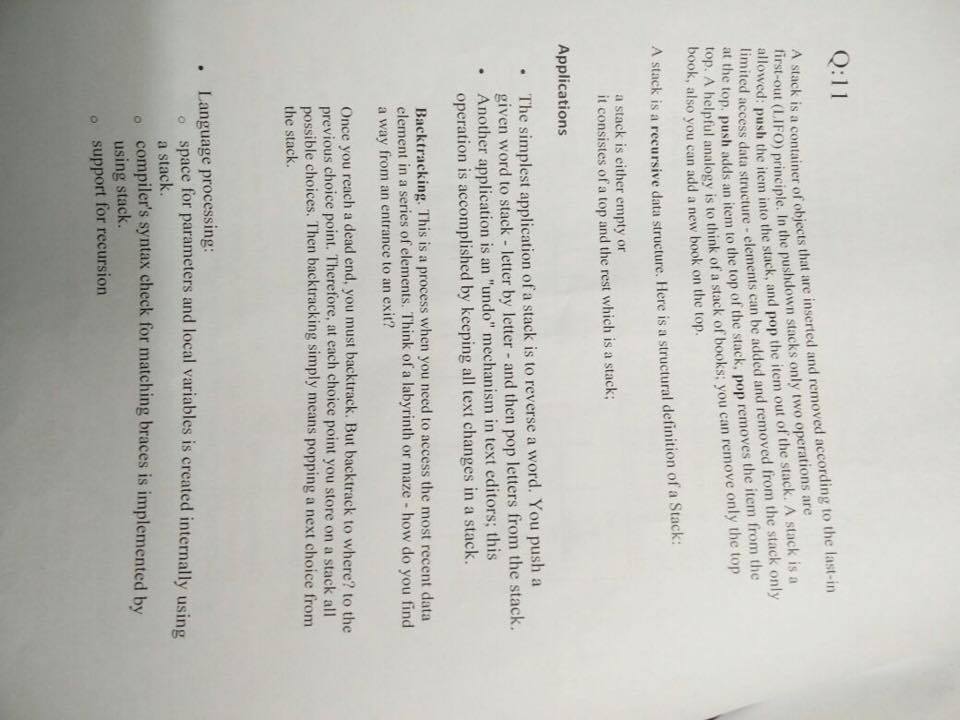 Q:11
A stack is a container of objects that are inserted and removed according to the last-in
first-out (LIFO) principle. In the pushdown stacks only two operations are
allowed: push the item into the stack, and pop the item out of the stack. A stack is a
limited access data structure - elements can be added and removed from the stack only
at the top. push adds an item to the top of the stack, pop removes the item from the
top. A helpful analogy is to think of a stack of books; you can remove only the top
book, also you can add a new book on the top.
A stack is a recursive data structure. Here is a structural definition of a Stack:
a stack is either empty or
it consistes of a top and the rest which is a stack;
Applications
• The simplest application of a stack is to reverse a word. You push a
given word to stack - letter by letter - and then pop letters from the stack.
• Another application is an "undo" mechanism in text editors; this
operation is accomplished by keeping all text changes in a stack.
Backtracking. This is a process when you need to access the most recent data
element in a series of elements. Think of a labyrinth or maze - how do you find
a way from an entrance to an exit?
Once you reach a dead end, you must backtrack. But backtrack to where? to the
previous choice point. Therefore, at each choice point you store on a stack all
possible choices. Then backtracking simply means popping a next choice from
the stack.
• Language processing:
o space for parameters and local variables is created internally using
a stack.
o compiler's syntax check for matching braces is implemented by
using stack.
o support for recursion